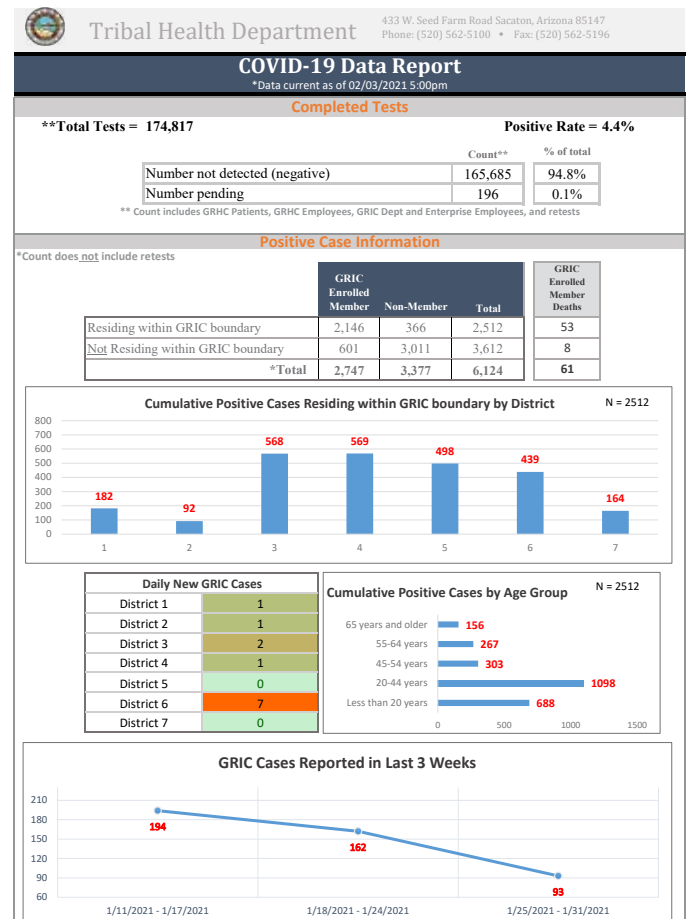 Tribal Health Department
433 W. Seed Farm Road Sacaton, Arizona 85147
Phone: (520) 562-5100 • Fax: (520) 562-5196
COVID-19 Data Report
*Data current as of 02/03/2021 5:00pm
Completed Tests
**Total Tests = 174,817 Positive Rate = 4.4%
Count** % of total
Number not detected (negative) 165,685 94.8%
Number pending 196 0.1%
** Count includes GRHC Patients, GRHC Employees, GRIC Dept and Enterprise Employees, and retests
Positive Case Information
*Count does not include retests
GRIC Enrolled Member Non-Member Total GRIC Enrolled Member Deaths
Residing within GRIC boundary 2,146 366 2,512 53
Not Residing within GRIC boundary 601 3,011 3,612 8
*Total 2,747 3,377 6,124 61
Cumulative Positive Cases Residing within GRIC boundary by District N = 2512
800
700
600
500
400
300
200
100
0
182 92 568 569 498 439 164
1 2 3 4 5 6 7
Daily New GRIC Cases
District 1 1
District 2 1
District 3 2
District 4 1
District 5 0
District 6 7
District 7 0
Cumulative Positive Cases by Age Group N = 2512
65 years and older 156
55-64 years 267
45-54 years 303
20-44 years 1098
Less than 20 years 688
0 500 1000 1500
GRIC Cases Reported in Last 3 Weeks
210
180
150
120
90
60
194 162 93
1/11/2021 - 1/17/2021 1/18/2021 - 1/24/2021 1/25/2021 - 1/31/2021